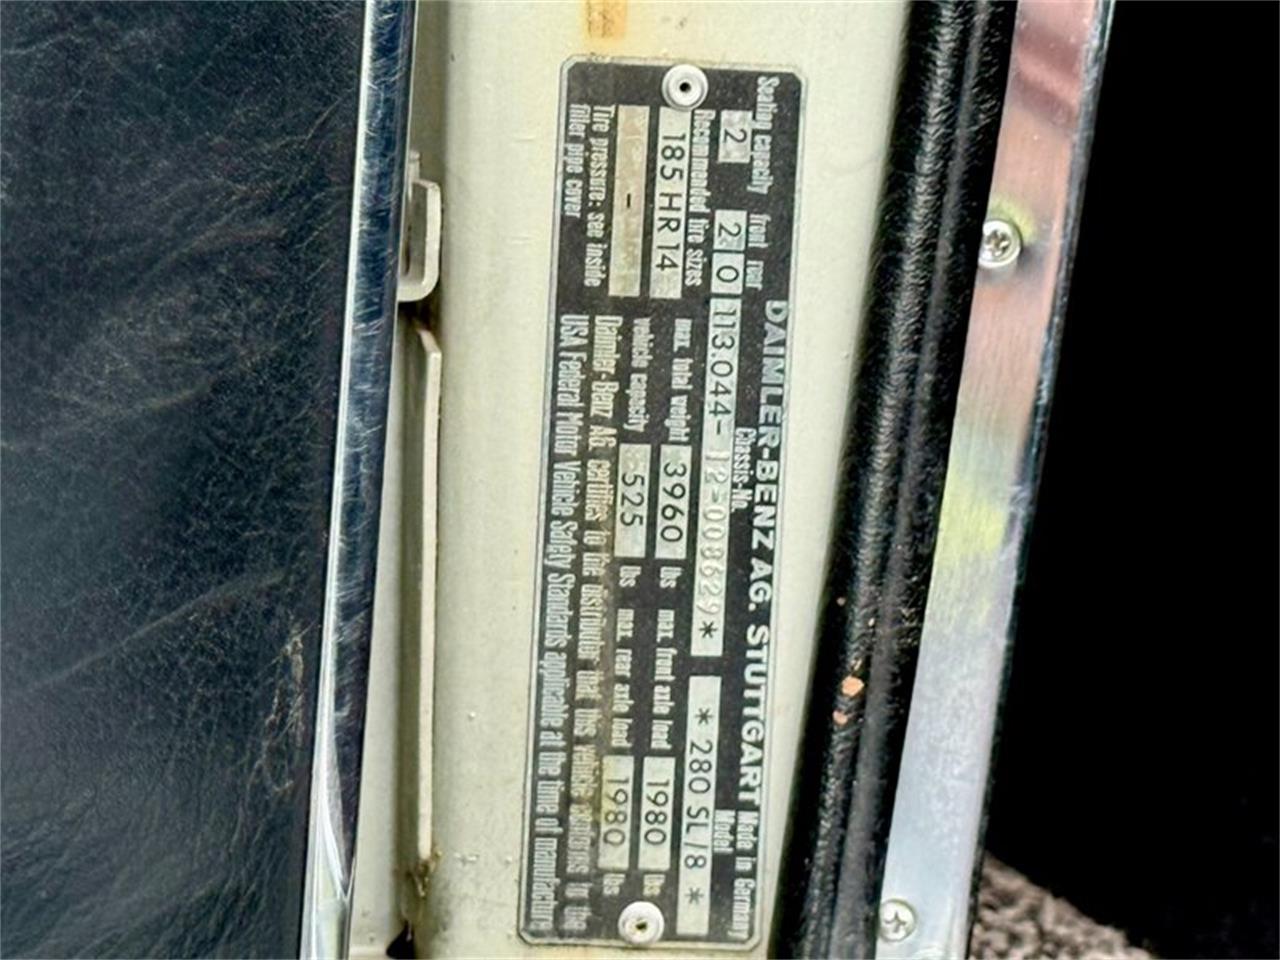 DAIMLER-BENZ AG. STUTTGART Made in Germany
Seating capacity front rear Chassis-No. Model
2 2 0 113.044-12-008629* *280 SL/8*
Recommended tire sizes
185 HR 14 max. total weight 3960 lbs max. front axle load 1980 lbs
- vehicle capacity 525 lbs max. rear axle load 1980 lbs
Tire pressure: see inside Daimler-Benz AG. certifies to the distributor that this vehicle conforms to the
filler pipe cover USA Federal Motor Vehicle Safety Standards applicable at the time of manufacture